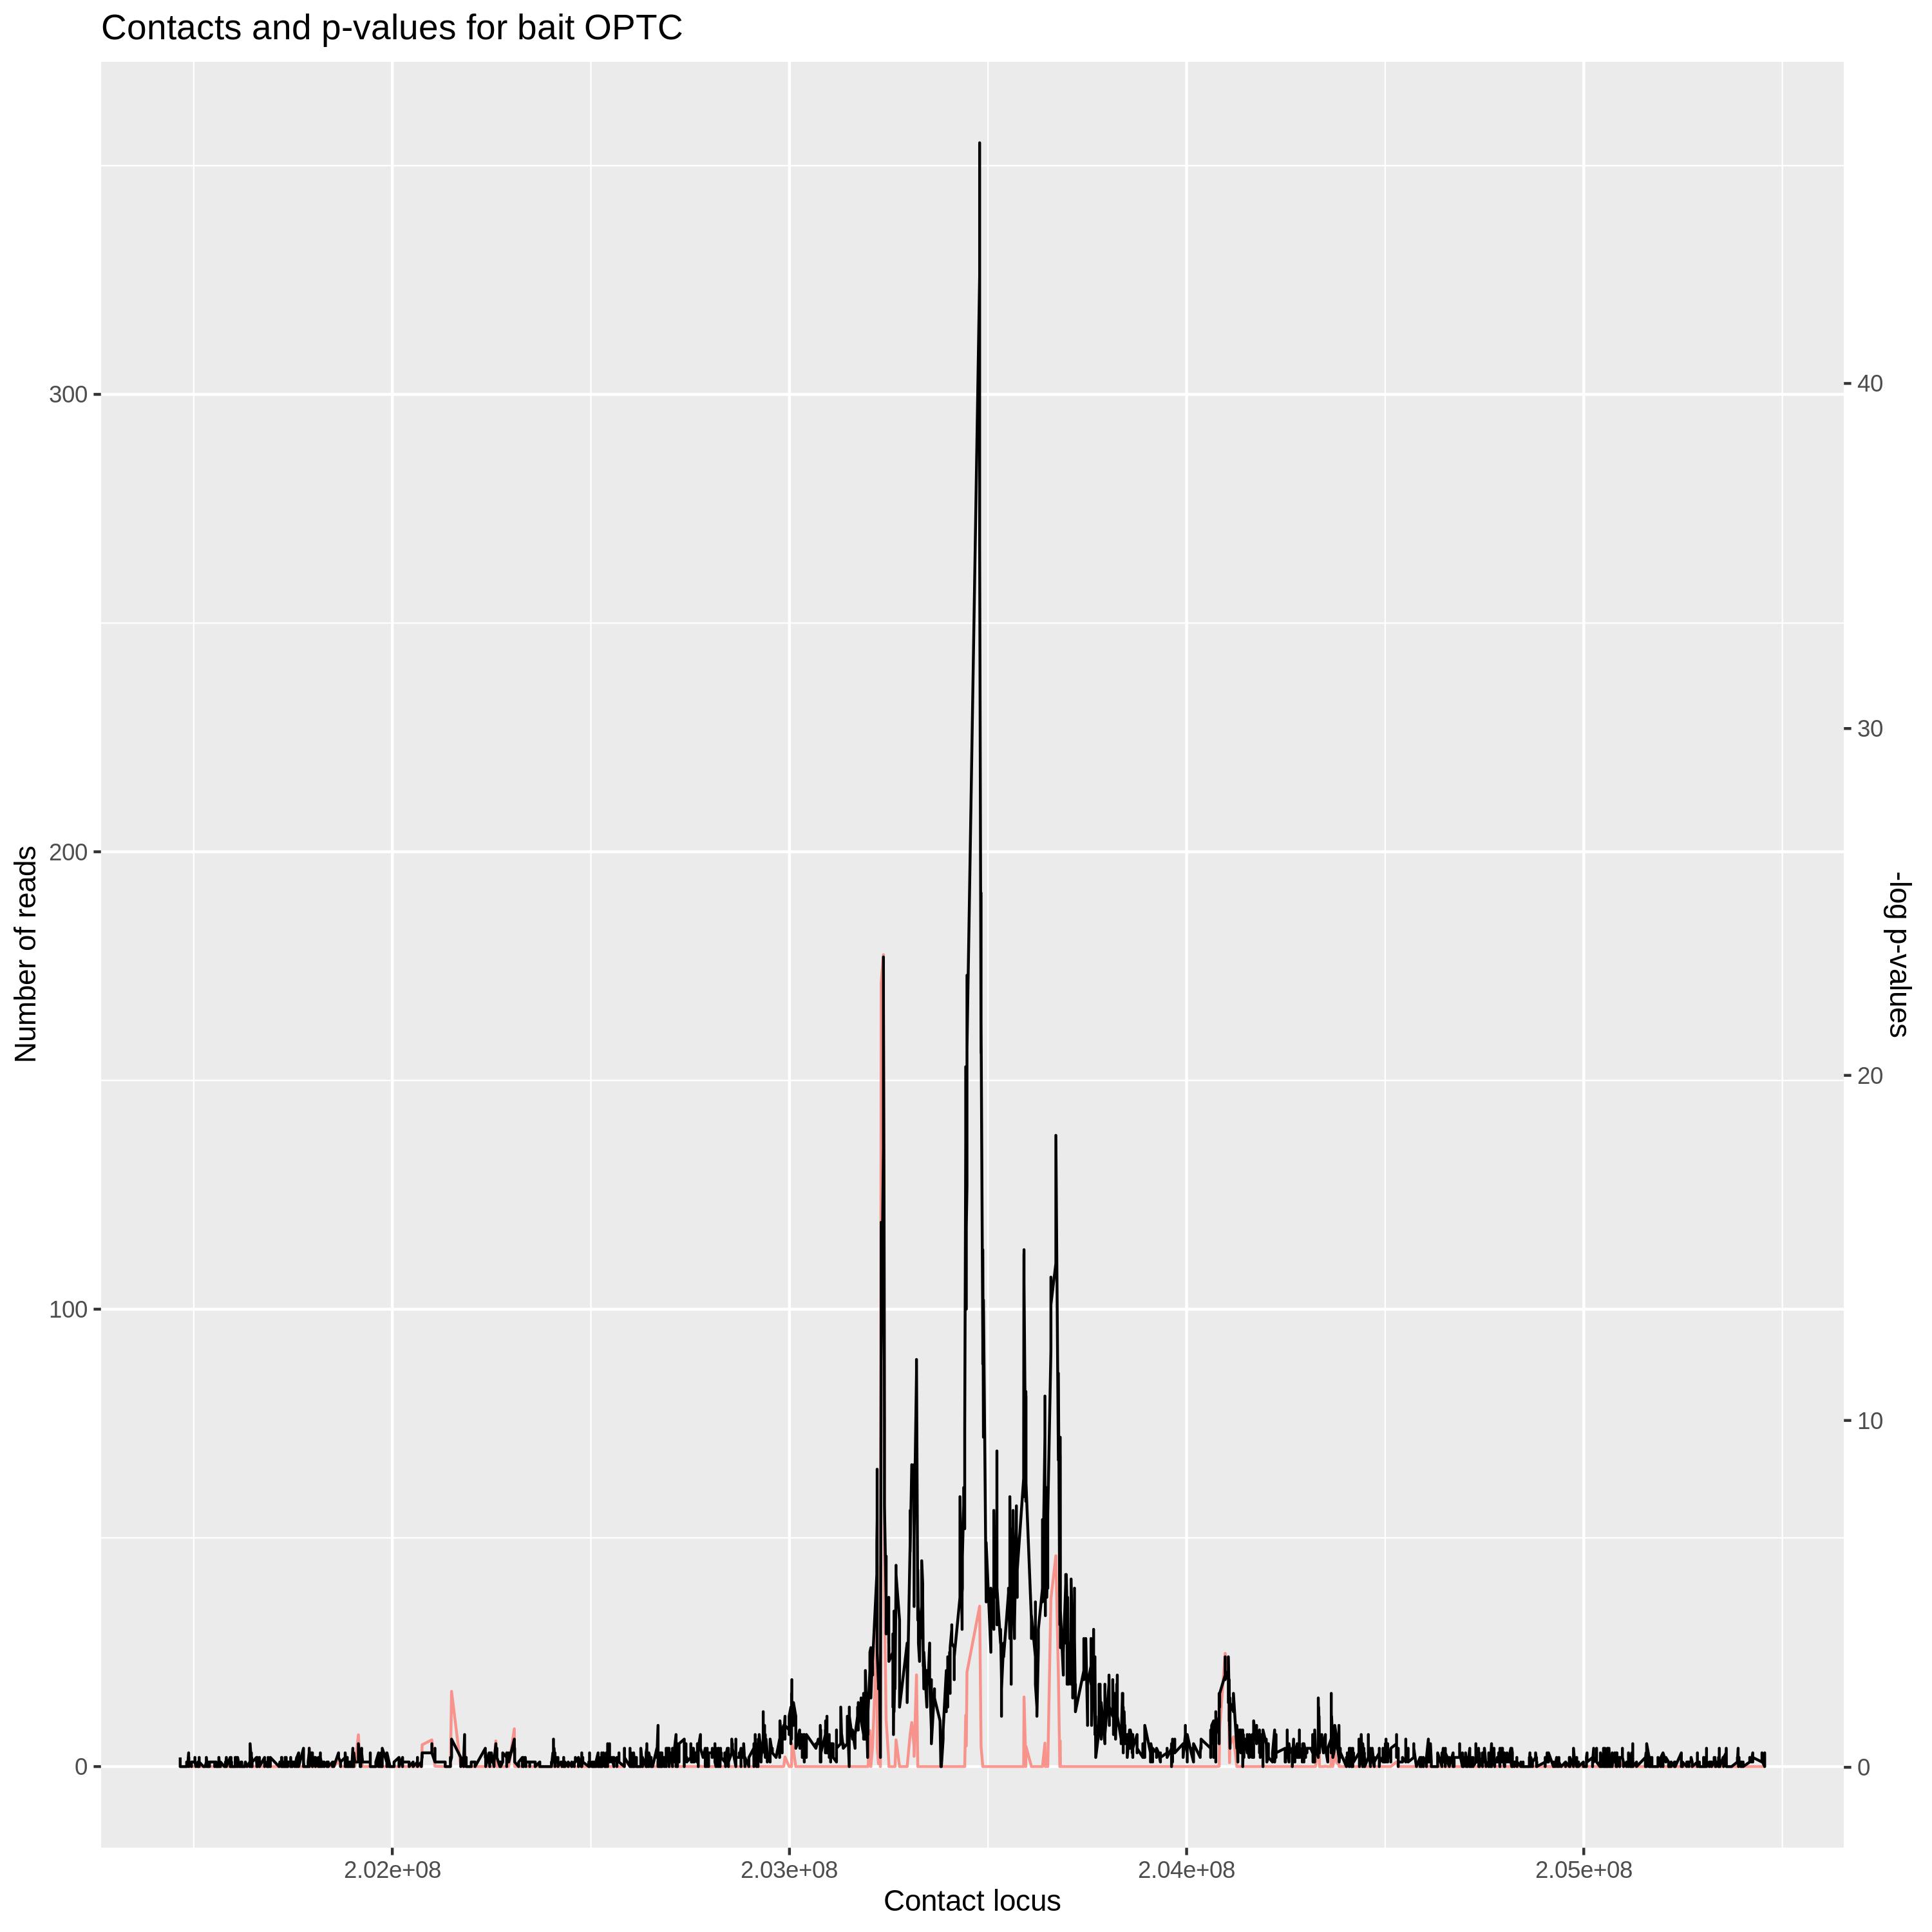 Contacts and p-values for bait OPTC
300
200
100
0
Number of reads
40
30
20
10
0
-log p-values
2.02e+08 2.03e+08 2.04e+08 2.05e+08
Contact locus